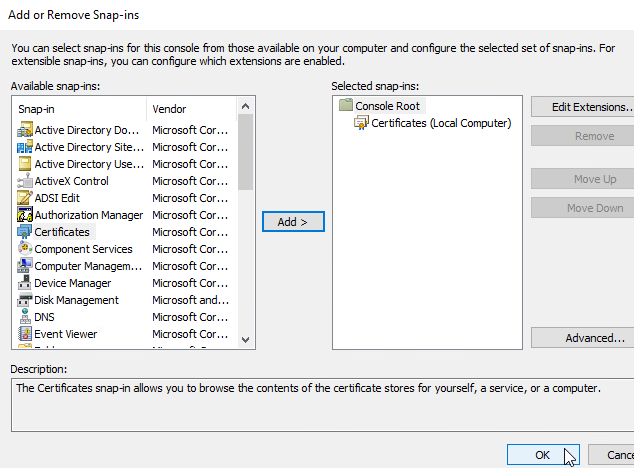 Add or Remove Snap-ins
You can select snap-ins for this console from those available on your computer and configure the selected set of snap-ins. For
extensible snap-ins, you can configure which extensions are enabled.
Available snap-ins:
Snap-in Vendor
Active Directory Do... Microsoft Cor...
Active Directory Site... Microsoft Cor...
Active Directory Use... Microsoft Cor...
ActiveX Control Microsoft Cor...
ADSI Edit Microsoft Cor...
Authorization Manager Microsoft Cor...
Certificates Microsoft Cor...
Component Services Microsoft Cor...
Computer Managem... Microsoft Cor...
Device Manager Microsoft Cor...
Disk Management Microsoft and...
DNS Microsoft Cor...
Event Viewer Microsoft Cor...
Add >
Selected snap-ins:
Console Root
Certificates (Local Computer)
Edit Extensions...
Remove
Move Up
Move Down
Advanced...
Description:
The Certificates snap-in allows you to browse the contents of the certificate stores for yourself, a service, or a computer.
OK